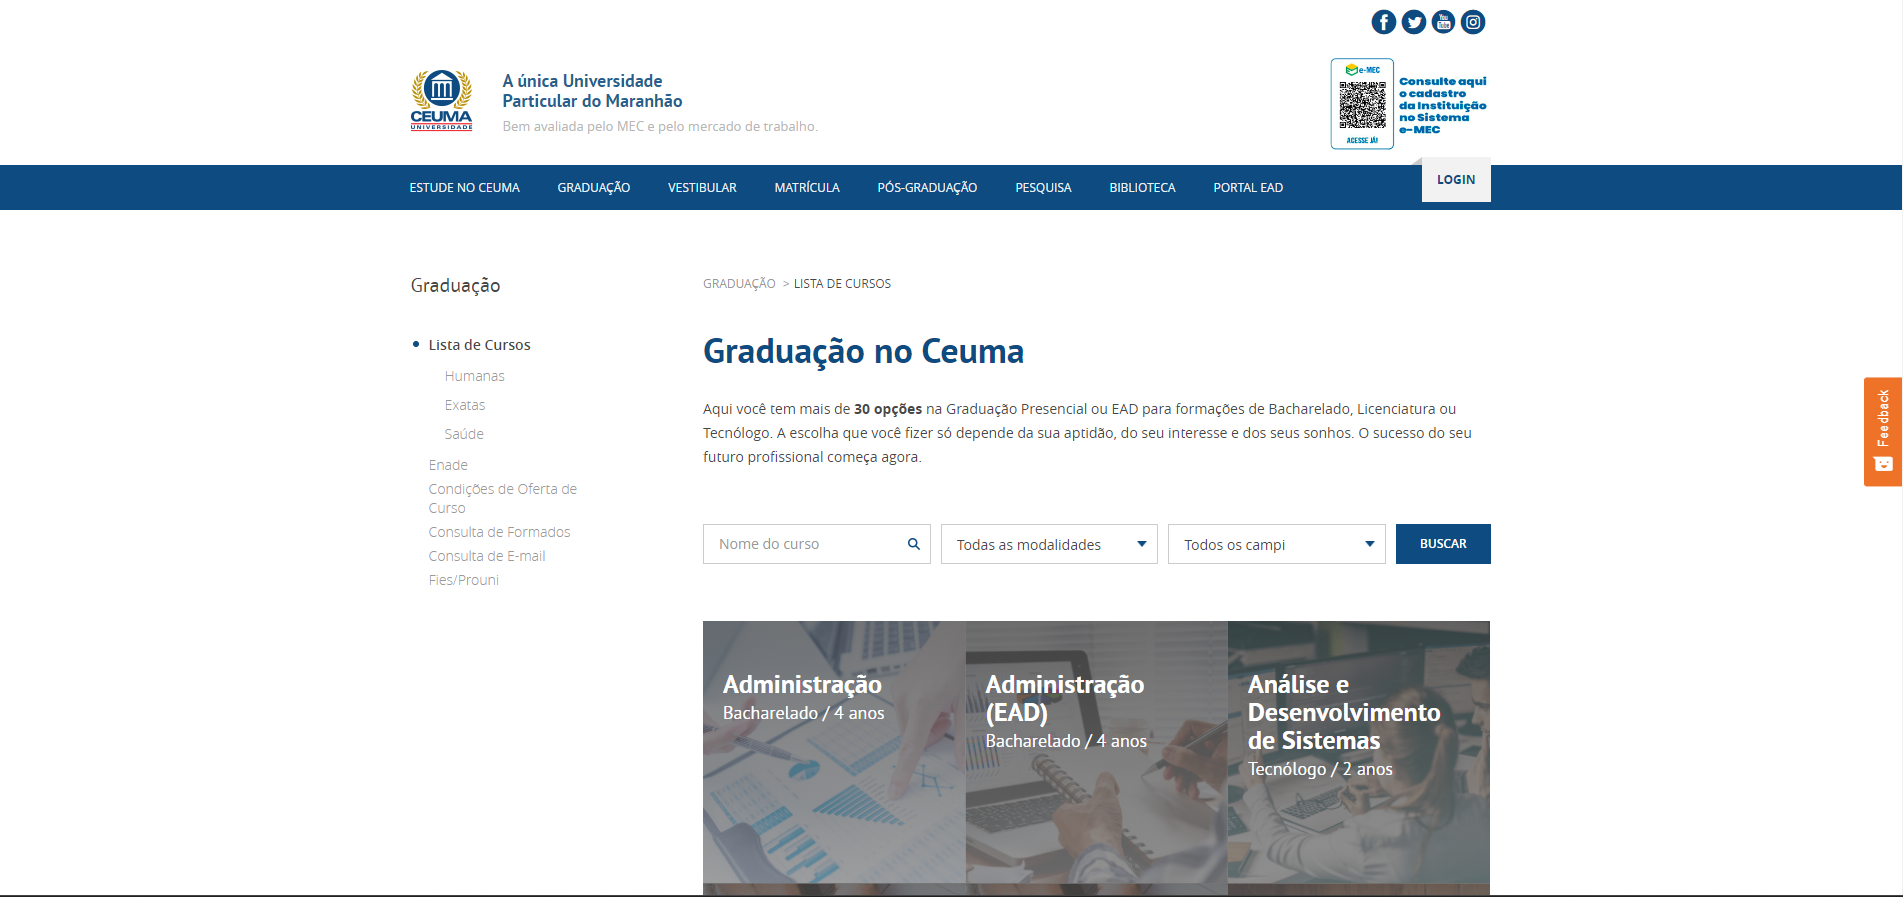 A única Universidade
Particular do Maranhão
Bem avaliada pelo MEC e pelo mercado de trabalho.
CEUMA
UNIVERSIDADE
You
Tube
e-MEC
ACESSE JÁ!
Consulte aqui
o cadastro
da Instituição
no Sistema
e-MEC
ESTUDE NO CEUMA GRADUAÇÃO VESTIBULAR MATRÍCULA PÓS-GRADUAÇÃO PESQUISA BIBLIOTECA PORTAL EAD LOGIN
Graduação
Lista de Cursos
Humanas
Exatas
Saúde
Enade
Condições de Oferta de
Curso
Consulta de Formados
Consulta de E-mail
Fies/Prouni
GRADUAÇÃO > LISTA DE CURSOS
Graduação no Ceuma
Aqui você tem mais de 30 opções na Graduação Presencial ou EAD para formações de Bacharelado, Licenciatura ou
Tecnólogo. A escolha que você fizer só depende da sua aptidão, do seu interesse e dos seus sonhos. O sucesso do seu
futuro profissional começa agora.
Nome do curso Todas as modalidades Todos os campi BUSCAR
Administração
Bacharelado / 4 anos
Administração
(EAD)
Bacharelado / 4 anos
Análise e
Desenvolvimento
de Sistemas
Tecnólogo / 2 anos
Feedback